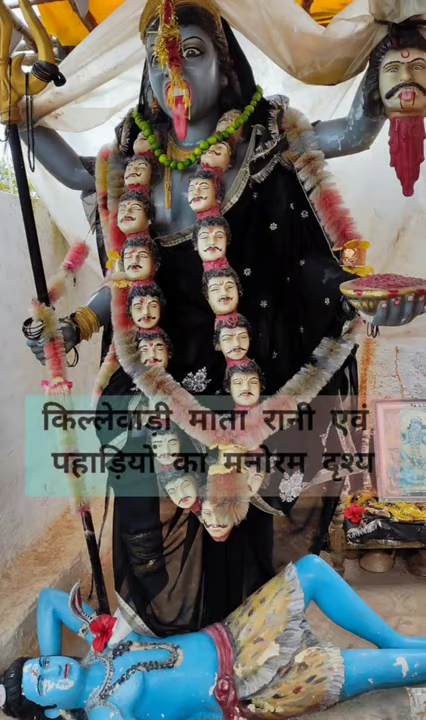 किल्लेवाडी माता रानी एवं
पहाड़ियो का मनोरम दृश्य